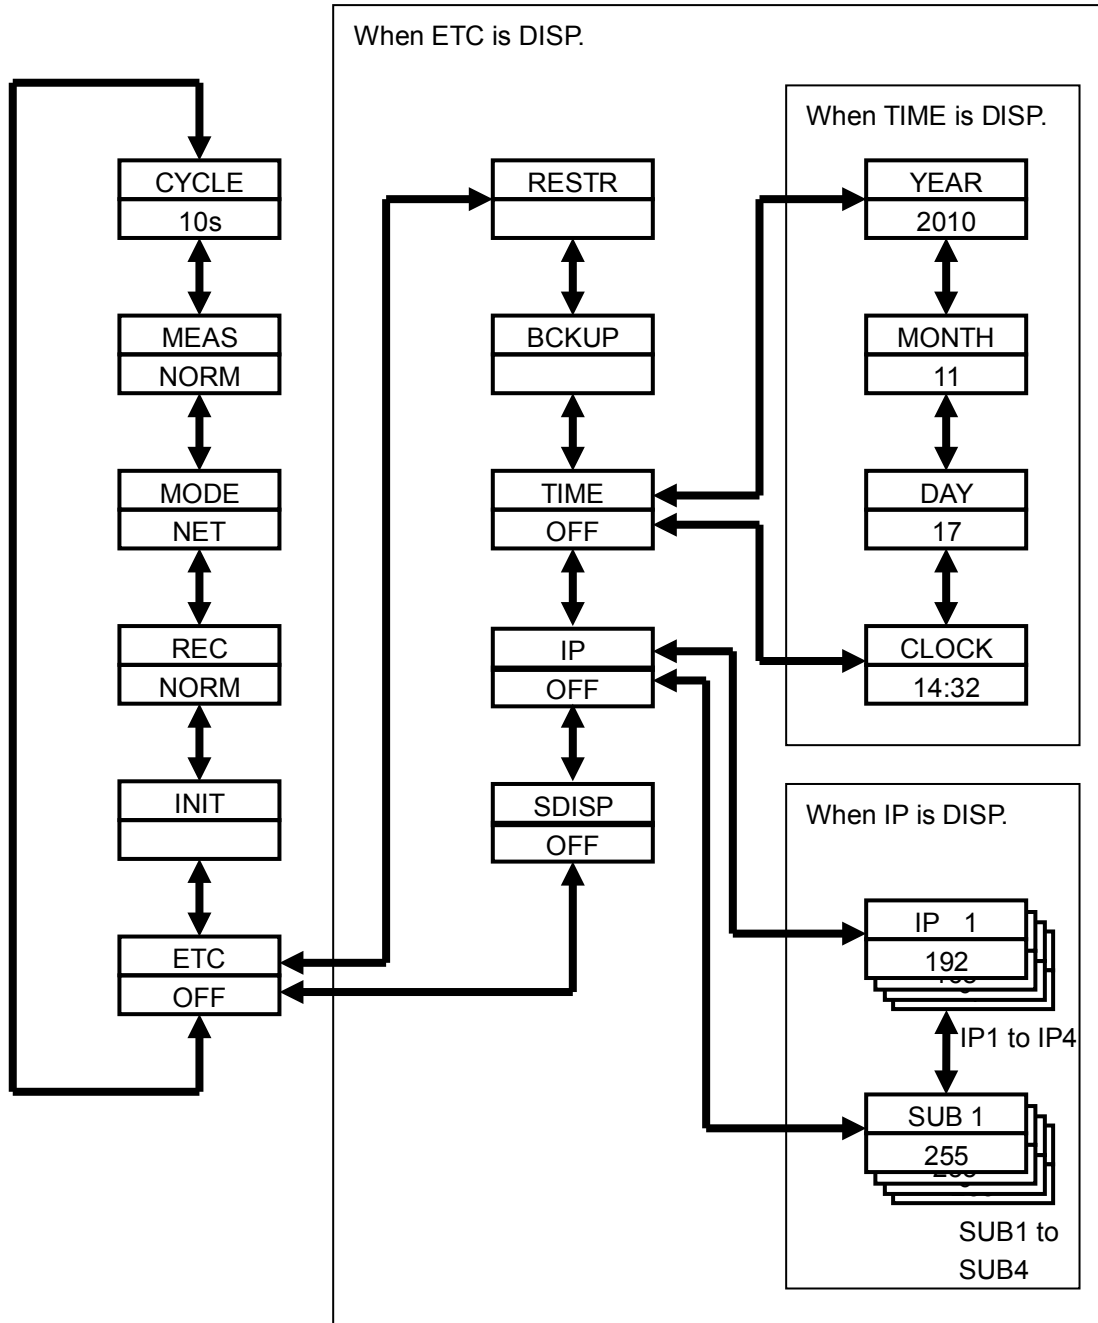 When ETC is DISP.
When TIME is DISP.
CYCLE
10s
MEAS
NORM
MODE
NET
REC
NORM
INIT
ETC
OFF
RESTR
BCKUP
TIME
OFF
IP
OFF
SDISP
OFF
YEAR
2010
MONTH
11
DAY
17
CLOCK
14:32
When IP is DISP.
IP 1
192
IP1 to IP4
SUB 1
255
SUB1 to
SUB4